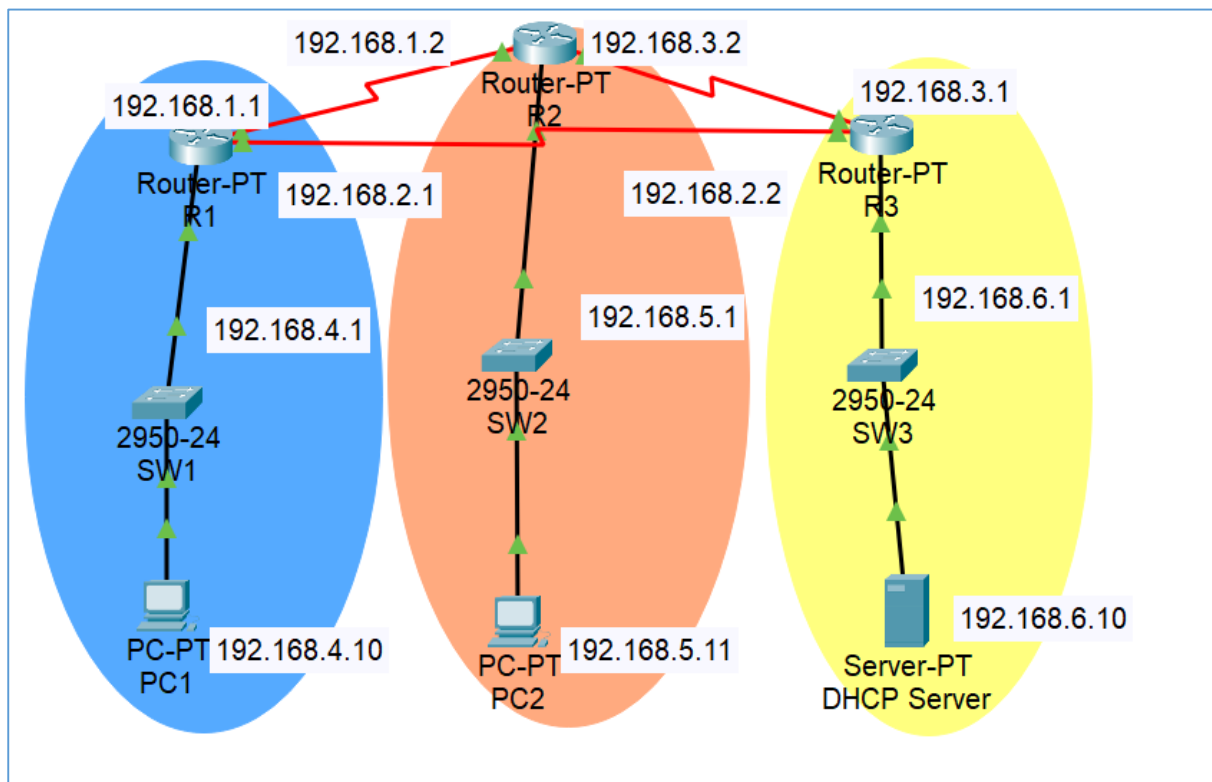 192.168.1.2
192.168.3.2
Router-PT
R2
192.168.1.1
192.168.3.1
Router-PT
R1
192.168.2.1
192.168.2.2
Router-PT
R3
192.168.4.1
192.168.5.1
192.168.6.1
2950-24
SW1
2950-24
SW2
2950-24
SW3
PC-PT
PC1
192.168.4.10
PC-PT
PC2
192.168.5.11
Server-PT
DHCP Server
192.168.6.10